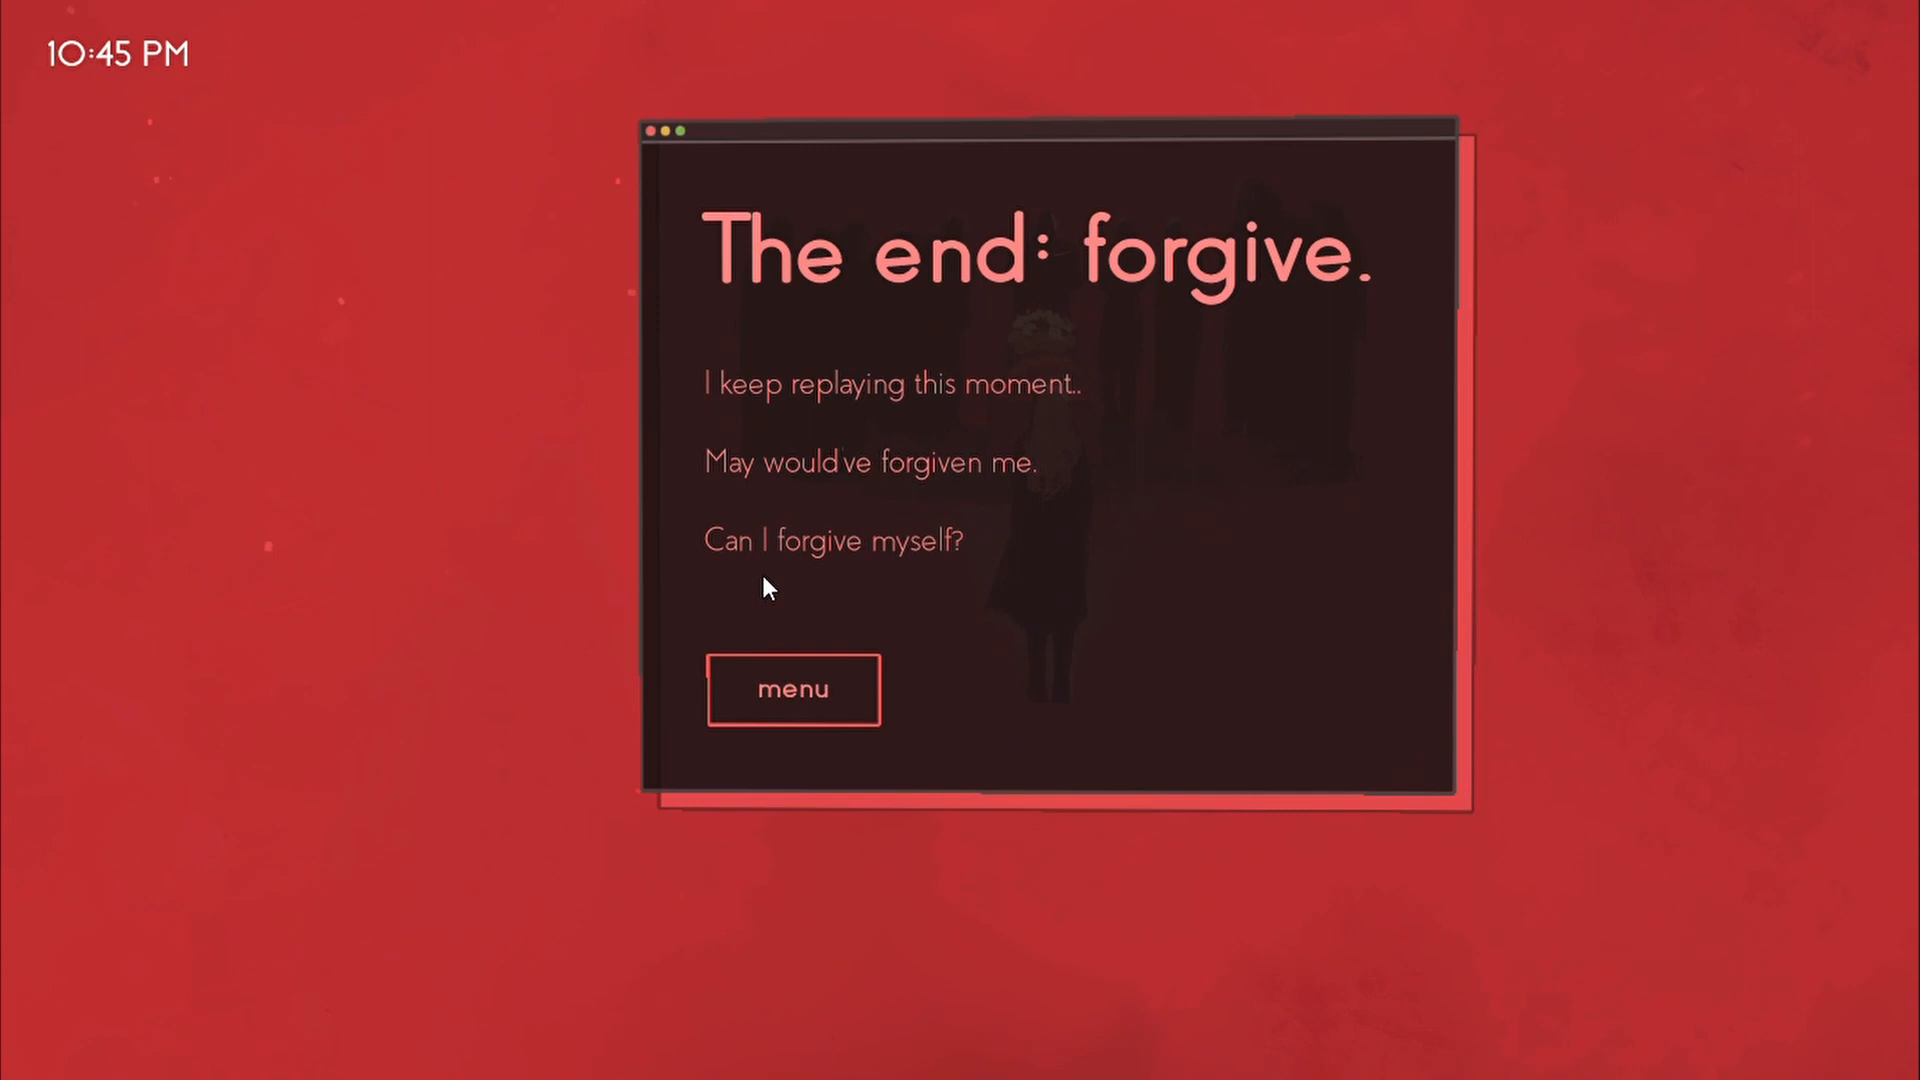 10:45 PM
The end: forgive.
I keep replaying this moment..
May would've forgiven me.
Can I forgive myself?
menu